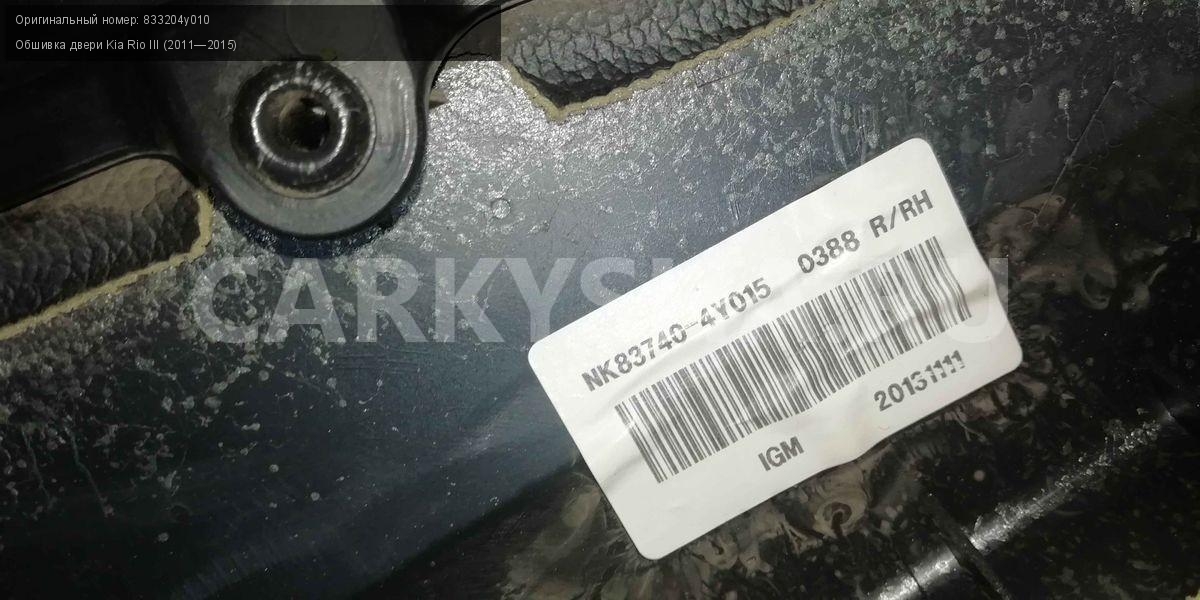 Оригинальный номер: 833204y010
Обшивка двери Kia Rio III (2011—2015)
NK83740-4Y015 0388 R/RH
20131111
IGM